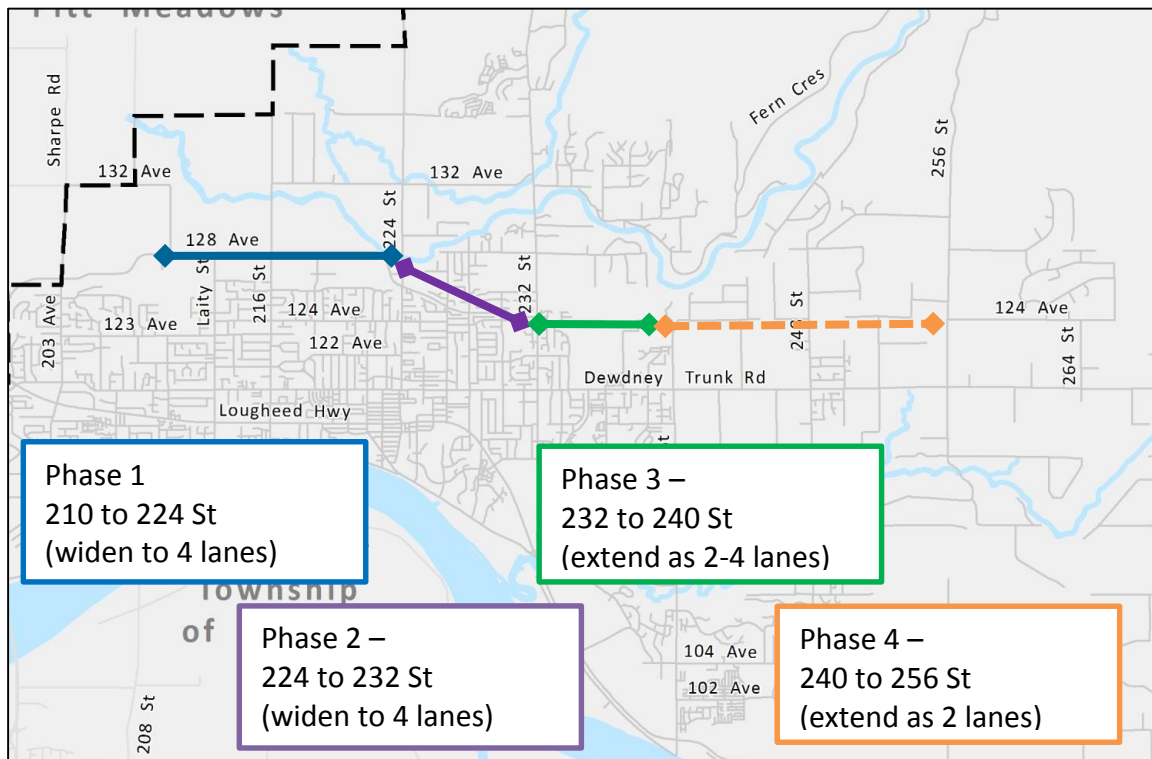 Pitt Meadows
Sharpe Rd
Fern Cres
256 St
132 Ave
132 Ave
224 St
128 Ave
Laity St
216 St
232 St
203 Ave
123 Ave
124 Ave
122 Ave
248 St
124 Ave
264 St
Dewdney Trunk Rd
Lougheed Hwy
St
Phase 1
210 to 224 St
(widen to 4 lanes)
Phase 3 –
232 to 240 St
(extend as 2-4 lanes)
Township
of
Phase 2 –
224 to 232 St
(widen to 4 lanes)
Phase 4 –
240 to 256 St
(extend as 2 lanes)
104 Ave
102 Ave
208 St